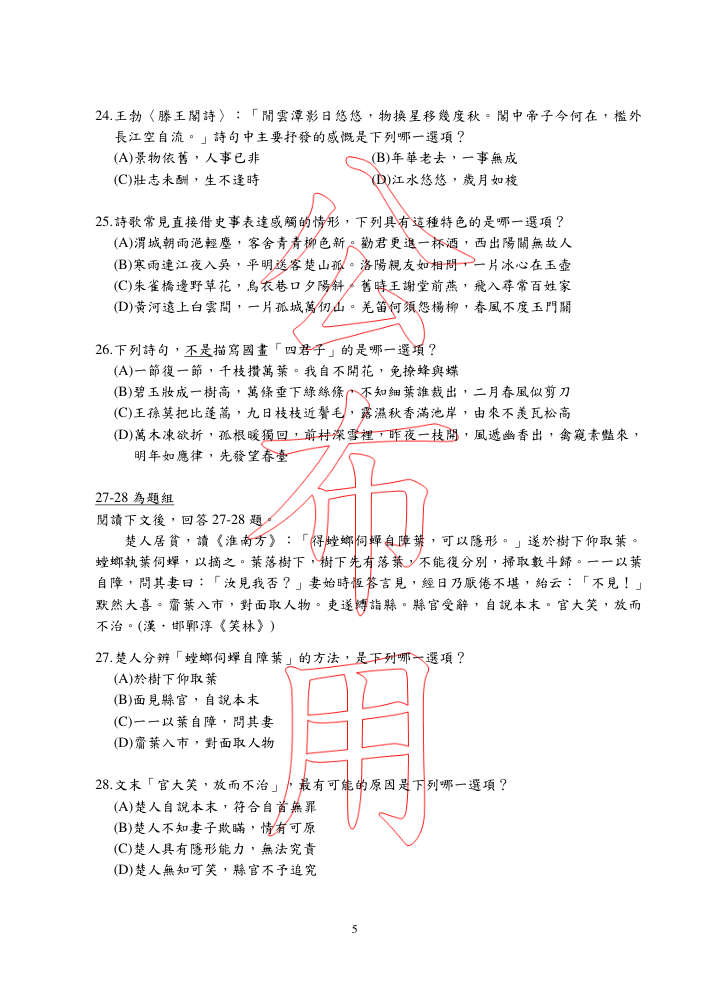 24.王勃〈滕王閣詩〉：「閒雲潭影日悠悠，物換星移幾度秋。閣中帝子今何在，檻外
長江空自流。」詩句中主要抒發的感慨是下列哪一選項？
(A)景物依舊，人事已非 (B)年華老去，一事無成
(C)壯志未酬，生不逢時 (D)江水悠悠，歲月如梭
25.詩歌常見直接借史事表達感觸的情形，下列具有這種特色的是哪一選項？
(A)渭城朝雨浥輕塵，客舍青青柳色新。勸君更進一杯酒，西出陽關無故人
(B)寒雨連江夜入吳，平明送客楚山孤。洛陽親友如相問，一片冰心在玉壺
(C)朱雀橋邊野草花，烏衣巷口夕陽斜。舊時王謝堂前燕，飛入尋常百姓家
(D)黃河遠上白雲間，一片孤城萬仞山。羌笛何須怨楊柳，春風不度玉門關
26.下列詩句，不是描寫國畫「四君子」的是哪一選項？
(A)一節復一節，千枝攢萬葉。我自不開花，免撩蜂與蝶
(B)碧玉妝成一樹高，萬條垂下綠絲絛，不知細葉誰裁出，二月春風似剪刀
(C)王孫莫把比蓬蒿，九日枝枝近鬢毛，露濕秋香滿池岸，由來不羨瓦松高
(D)萬木凍欲折，孤根暖獨回，前村深雪裡，昨夜一枝開，風遞幽香出，禽窺素豔來，
明年如應律，先發望春臺
27-28 為題組
閱讀下文後，回答 27-28 題。
楚人居貧，讀《淮南方》：「得螳螂伺蟬自障葉，可以隱形。」遂於樹下仰取葉。
螳螂執葉伺蟬，以摘之。葉落樹下，樹下先有落葉，不能復分別，掃取數斗歸。一一以葉
自障，問其妻曰：「汝見我否？」妻始時恆答言見，經日乃厭倦不堪，紿云：「不見！」
默然大喜。齎葉入市，對面取人物。吏遂縛詣縣。縣官受辭，自說本末。官大笑，放而
不治。(漢．邯鄲淳《笑林》)
27.楚人分辨「螳螂伺蟬自障葉」的方法，是下列哪一選項？
(A)於樹下仰取葉
(B)面見縣官，自說本末
(C)一一以葉自障，問其妻
(D)齎葉入市，對面取人物
28.文末「官大笑，放而不治」，最有可能的原因是下列哪一選項？
(A)楚人自說本末，符合自首無罪
(B)楚人不知妻子欺瞞，情有可原
(C)楚人具有隱形能力，無法究責
(D)楚人無知可笑，縣官不予追究
公
布
用
5